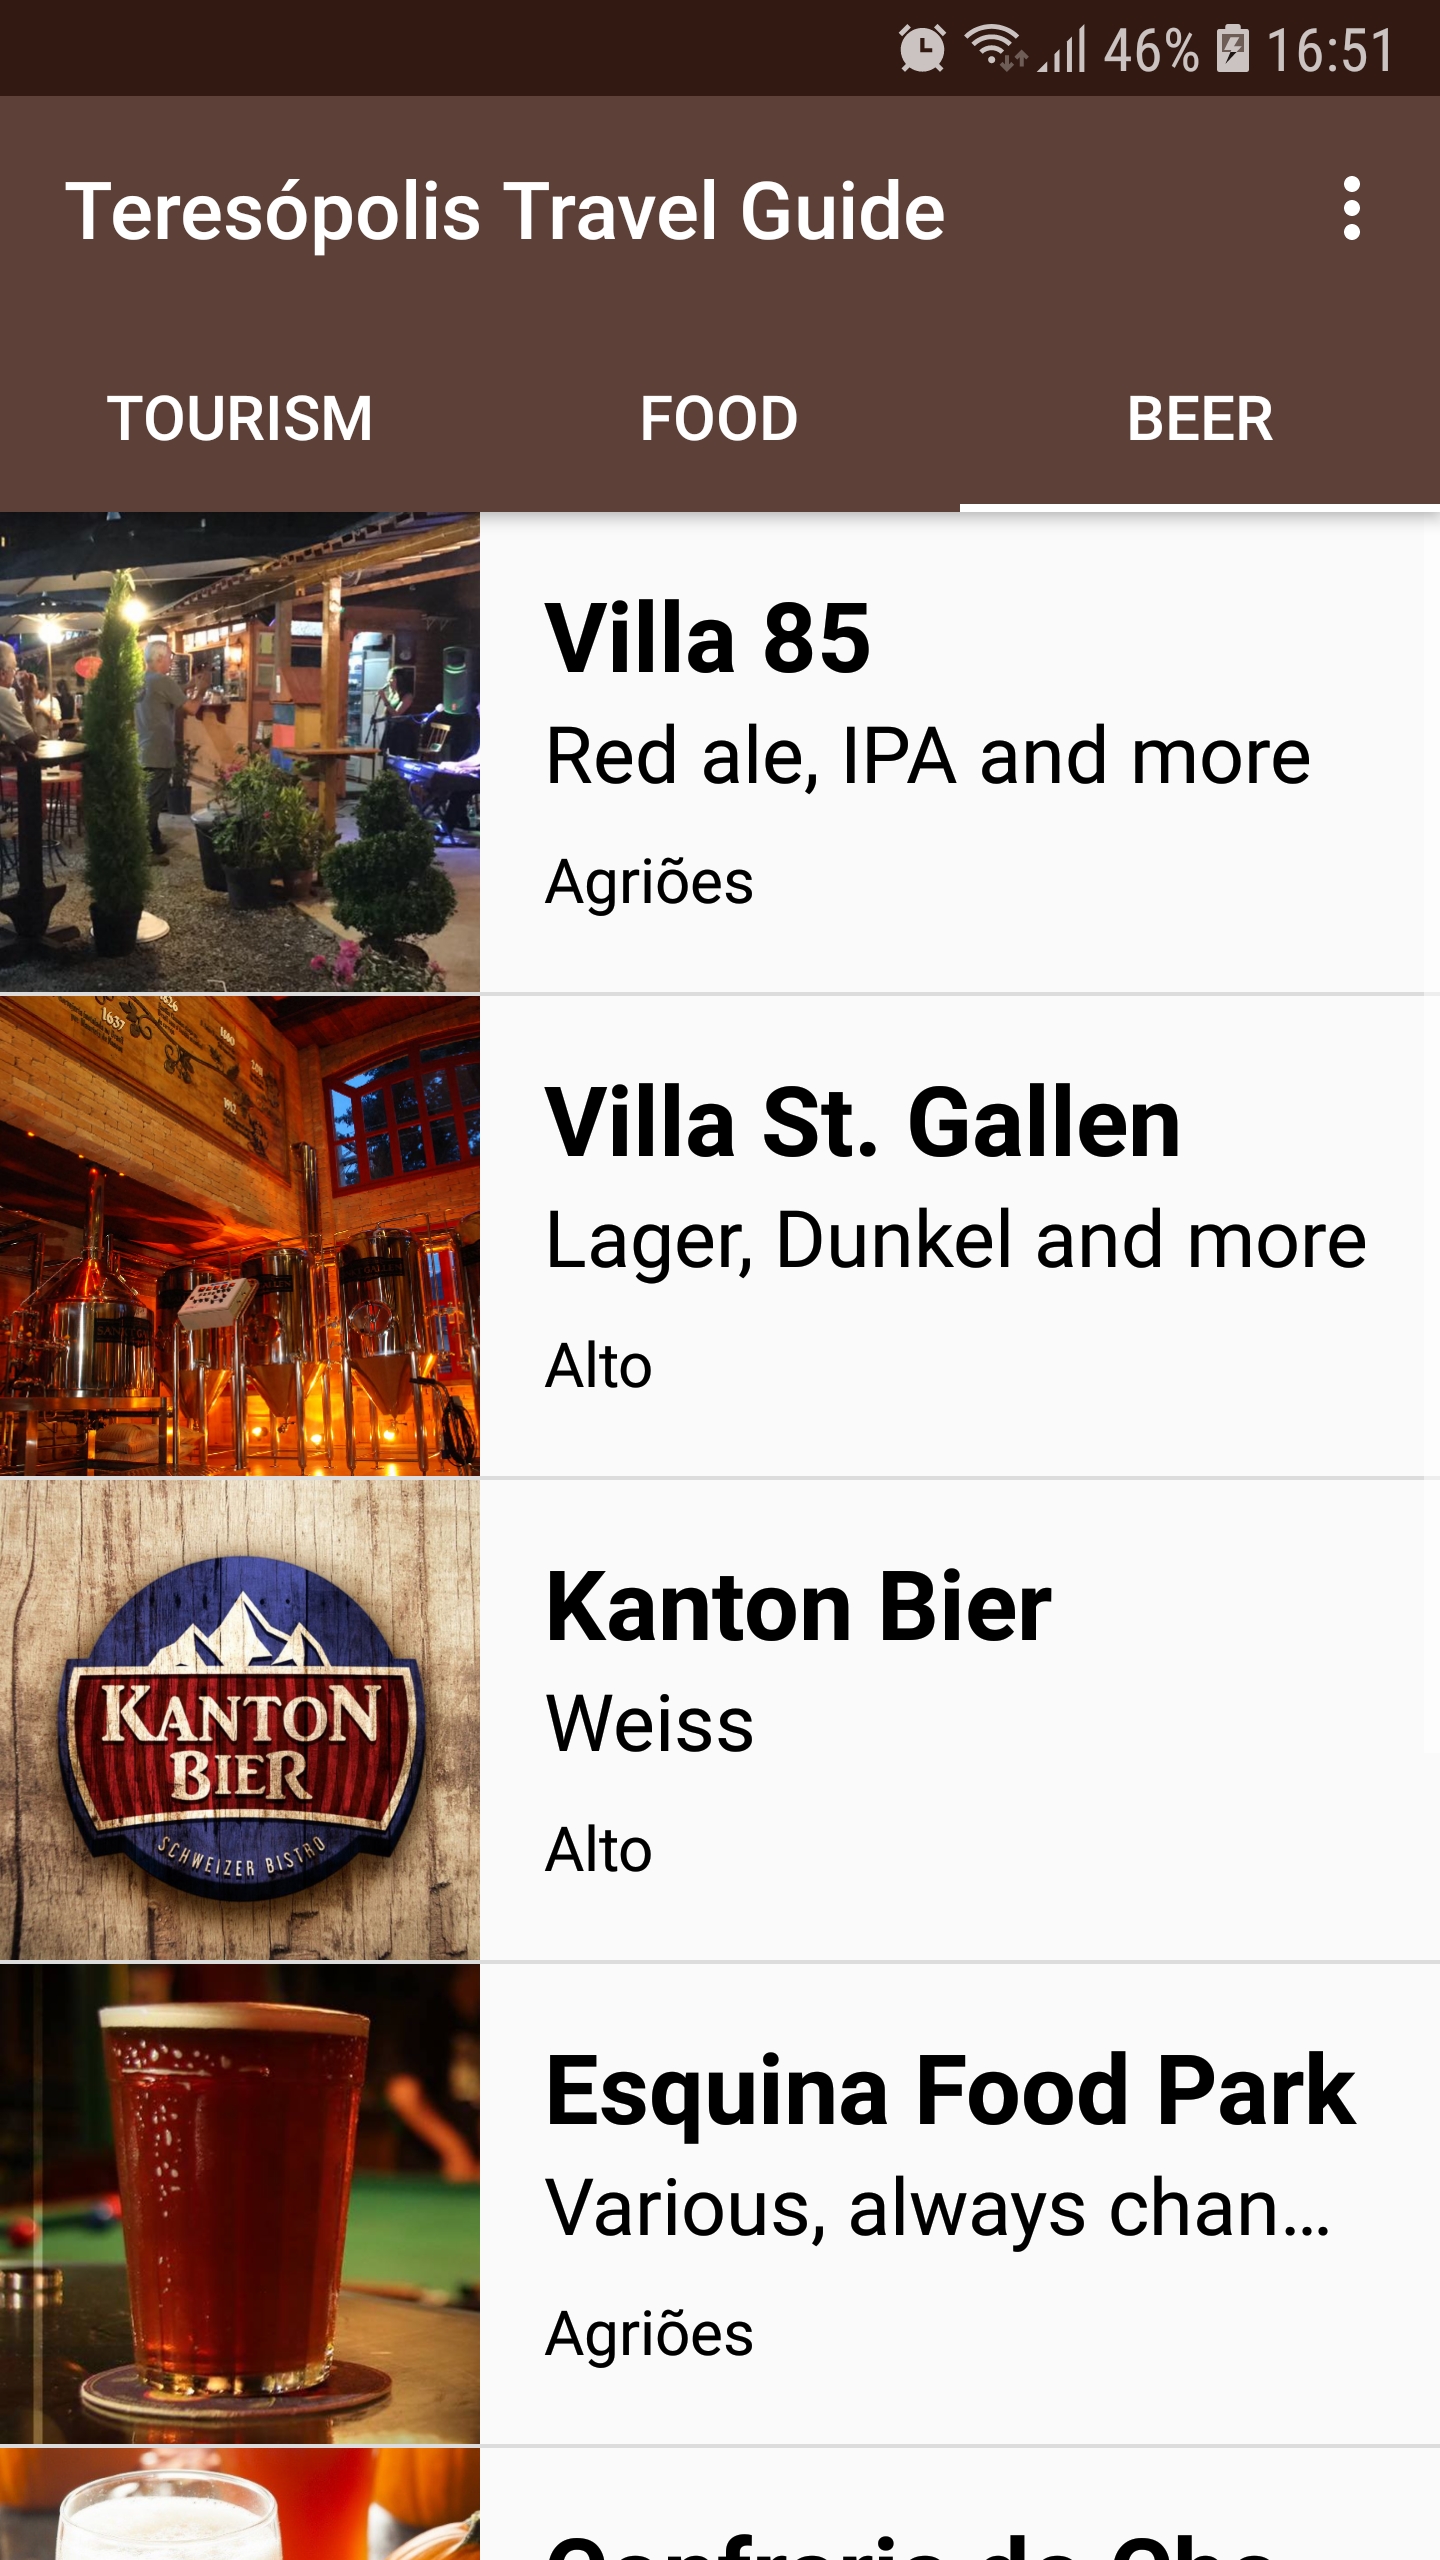 46% 16:51
Teresópolis Travel Guide
TOURISM FOOD BEER
Villa 85
Red ale, IPA and more
Agriões
1637
Villa St. Gallen
Lager, Dunkel and more
Alto
KANTON
BIER
SCHWEIZER BISTRO
Kanton Bier
Weiss
Alto
Esquina Food Park
Various, always chan…
Agriões